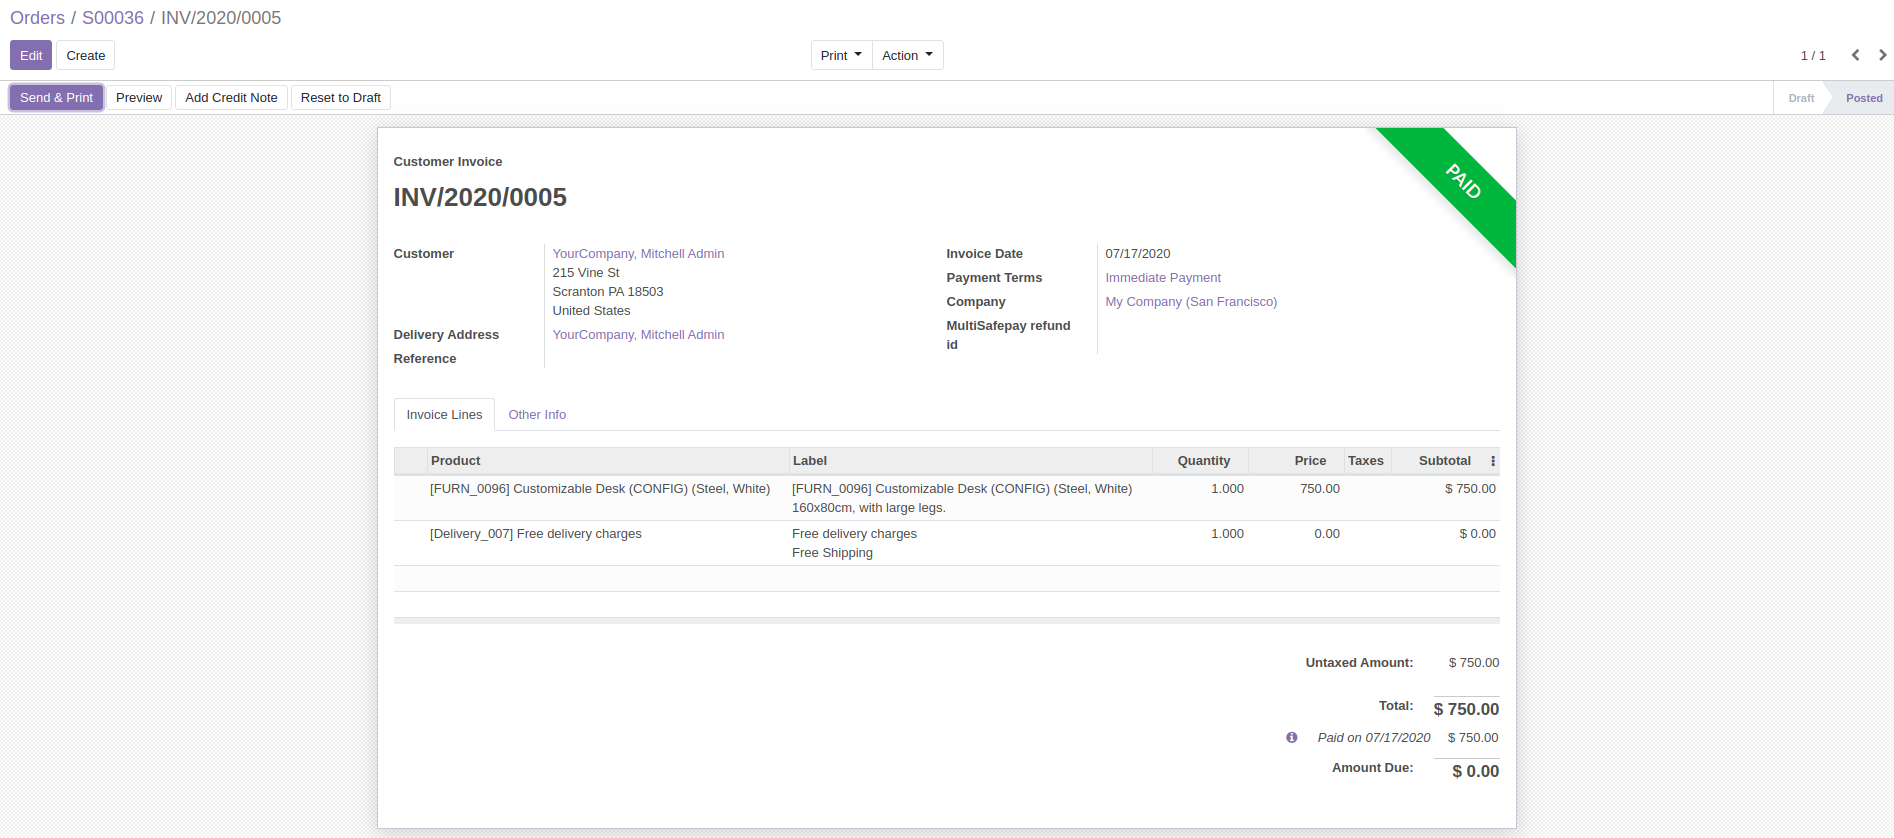 Orders / S00036 / INV/2020/0005
Edit Create Print Action 1 / 1
Send & Print Preview Add Credit Note Reset to Draft Draft Posted
PAID
Customer Invoice
INV/2020/0005
Customer YourCompany, Mitchell Admin
215 Vine St
Scranton PA 18503
United States
Delivery Address YourCompany, Mitchell Admin
Reference
Invoice Date 07/17/2020
Payment Terms Immediate Payment
Company My Company (San Francisco)
MultiSafepay refund
id
Invoice Lines Other Info
Product Label Quantity Price Taxes Subtotal
[FURN_0096] Customizable Desk (CONFIG) (Steel, White) [FURN_0096] Customizable Desk (CONFIG) (Steel, White) 1.000 750.00 $ 750.00
160x80cm, with large legs.
[Delivery_007] Free delivery charges Free delivery charges 1.000 0.00 $ 0.00
Free Shipping
Untaxed Amount: $ 750.00
Total: $ 750.00
Paid on 07/17/2020 $ 750.00
Amount Due: $ 0.00